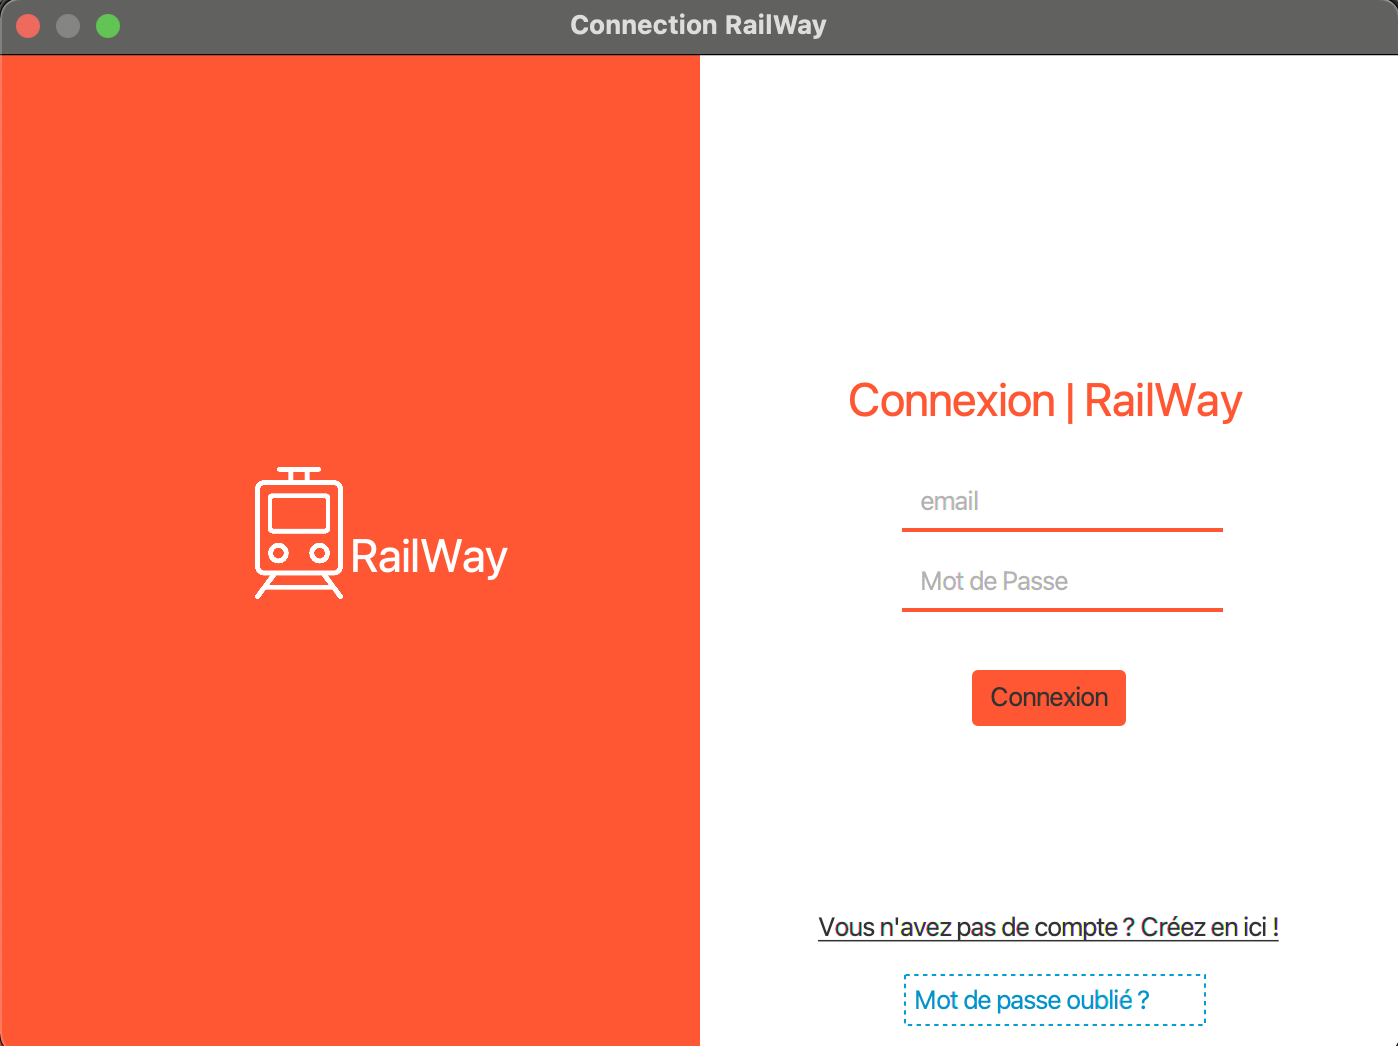 Connection RailWay
RailWay
Connexion | RailWay
email
Mot de Passe
Connexion
Vous n'avez pas de compte ? Créez en ici !
Mot de passe oublié ?